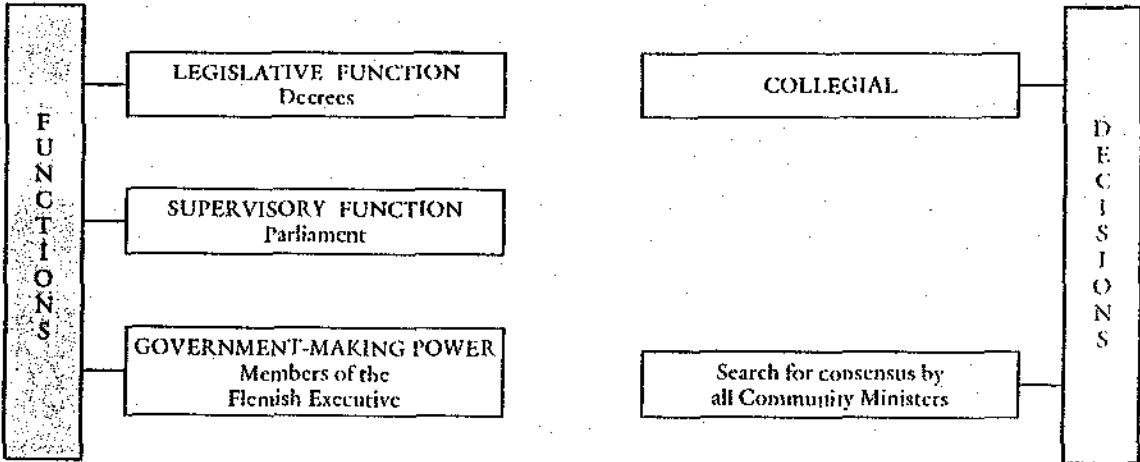 FUNCTIONS
LEGISLATIVE FUNCTION
Decrees
SUPERVISORY FUNCTION
Parliament
GOVERNMENT-MAKING POWER
Members of the
Flemish Executive
COLLEGIAL
Search for consensus by
all Community Ministers
DECISIONS